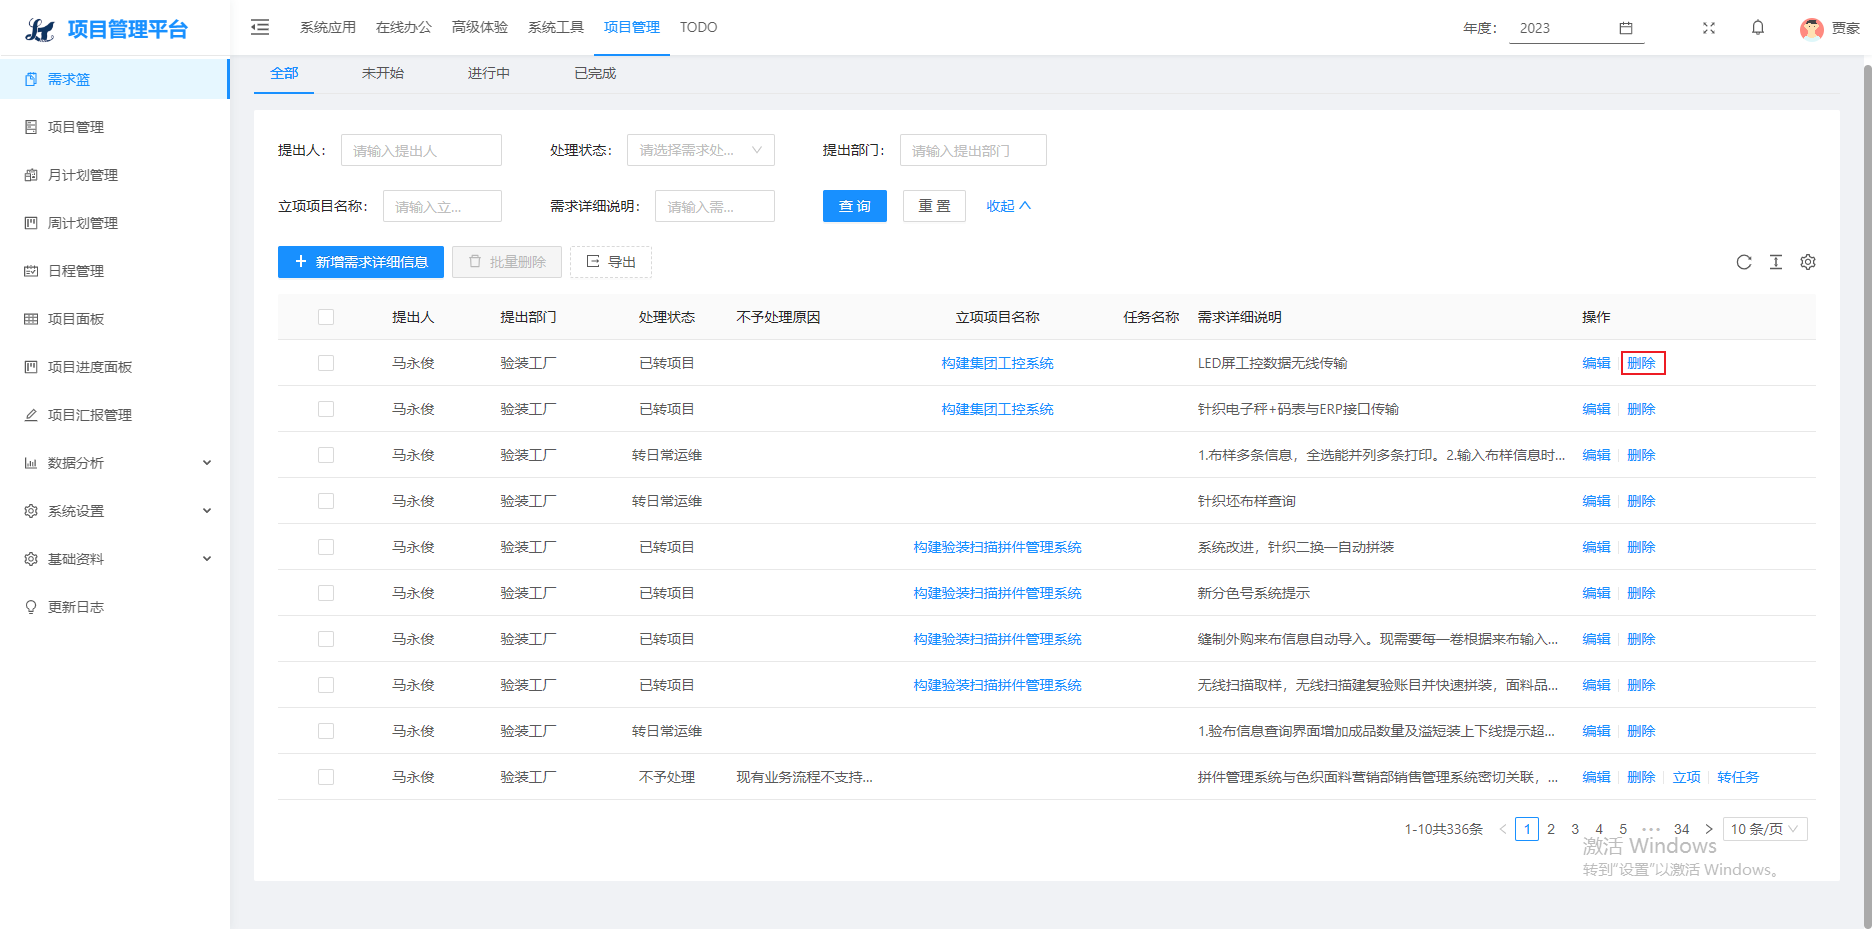 项目管理平台
系统应用 在线办公 高级体验 系统工具 项目管理 TODO 年度： 2023 贾豪
需求篮
项目管理
月计划管理
周计划管理
日程管理
项目面板
项目进度面板
项目汇报管理
数据分析
系统设置
基础资料
更新日志
全部 未开始 进行中 已完成
提出人： 请输入提出人 处理状态： 请选择需求处... 提出部门： 请输入提出部门
立项项目名称： 请输入立... 需求详细说明： 请输入需... 查 询 重 置 收起
新增需求详细信息 批量删除 导出
提出人 提出部门 处理状态 不予处理原因 立项项目名称 任务名称 需求详细说明 操作
马永俊 验装工厂 已转项目 构建集团工控系统 LED屏工控数据无线传输 编辑 删除
马永俊 验装工厂 已转项目 构建集团工控系统 针织电子秤+码表与ERP接口传输 编辑 删除
马永俊 验装工厂 转日常运维 1.布样多条信息，全选能并列多条打印。2.输入布样信息时... 编辑 删除
马永俊 验装工厂 转日常运维 针织坯布样查询 编辑 删除
马永俊 验装工厂 已转项目 构建验装扫描拼件管理系统 系统改进，针织二换一自动拼装 编辑 删除
马永俊 验装工厂 已转项目 构建验装扫描拼件管理系统 新分色号系统提示 编辑 删除
马永俊 验装工厂 已转项目 构建验装扫描拼件管理系统 缝制外购来布信息自动导入。现需要每一卷根据来布输入... 编辑 删除
马永俊 验装工厂 已转项目 构建验装扫描拼件管理系统 无线扫描取样，无线扫描建复验账目并快速拼装，面料品... 编辑 删除
马永俊 验装工厂 转日常运维 1.验布信息查询界面增加成品数量及溢短装上下线提示超... 编辑 删除
马永俊 验装工厂 不予处理 现有业务流程不支持... 拼件管理系统与色织面料营销部销售管理系统密切关联，... 编辑 删除 立项 转任务
1-10共336条 1 2 3 4 5 ••• 34 10 条/页
激活 Windows
转到“设置”以激活 Windows。